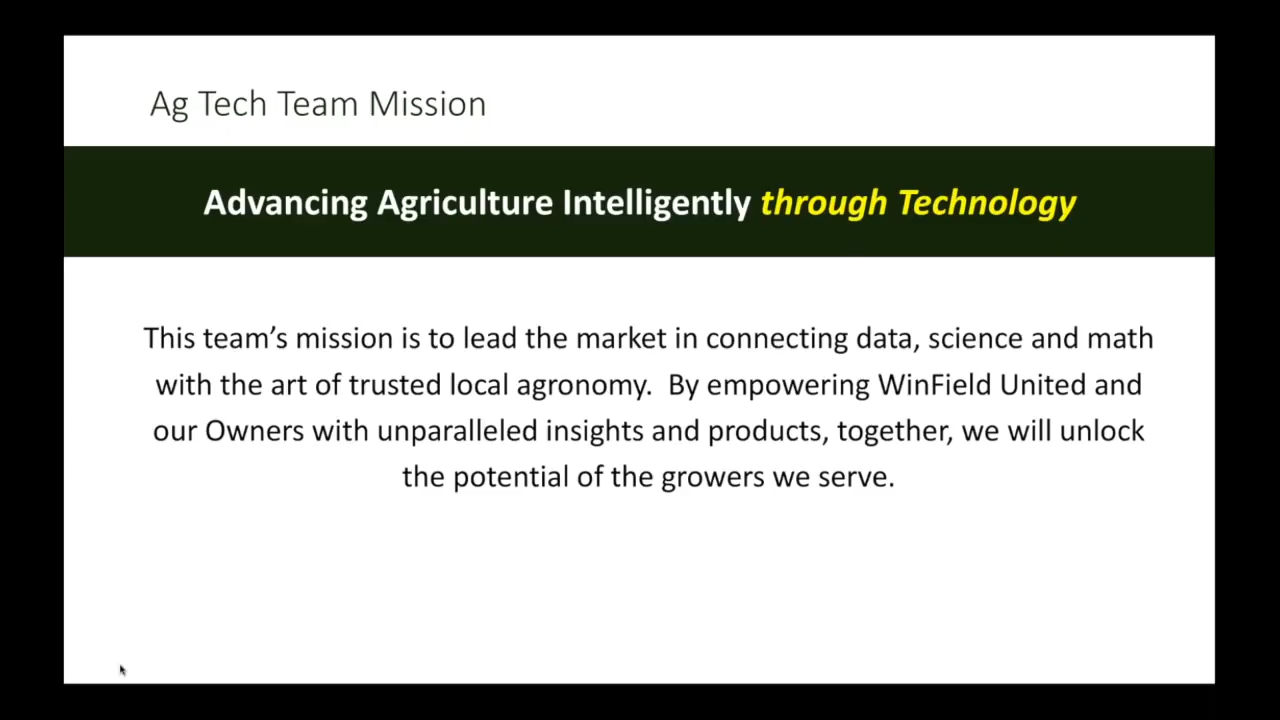 Ag Tech Team Mission
Advancing Agriculture Intelligently through Technology
This team’s mission is to lead the market in connecting data, science and math
with the art of trusted local agronomy.  By empowering WinField United and
our Owners with unparalleled insights and products, together, we will unlock
the potential of the growers we serve.